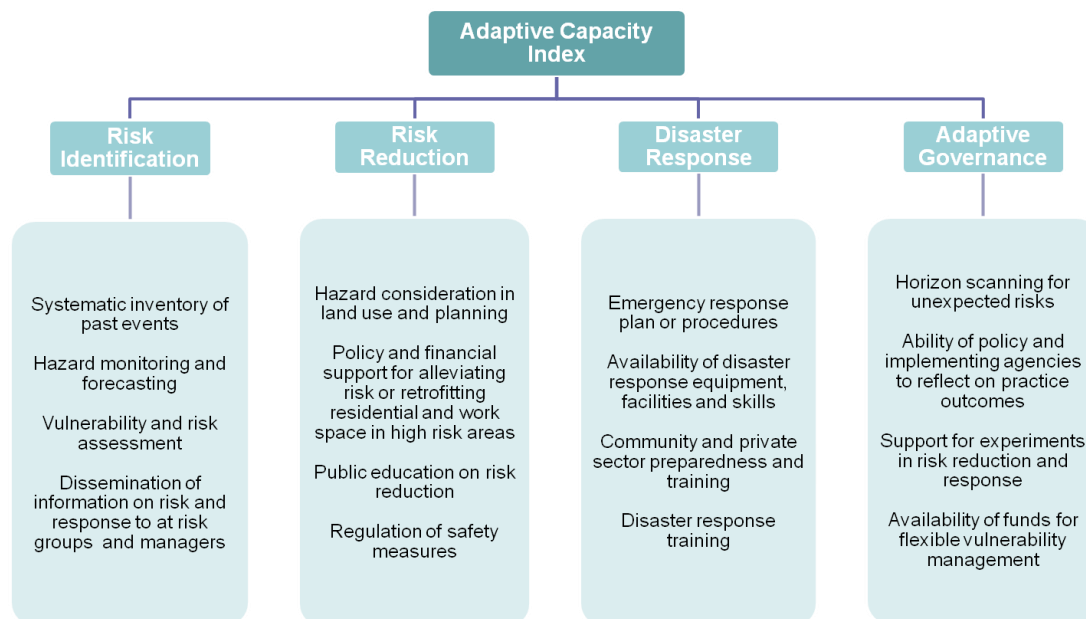 Adaptive Capacity
Index
Risk
Identification
Risk
Reduction
Disaster
Response
Adaptive
Governance
Systematic inventory of
past events
Hazard monitoring and
forecasting
Vulnerability and risk
assessment
Dissemination of
information on risk and
response to at risk
groups and managers
Hazard consideration in
land use and planning
Policy and financial
support for alleviating
risk or retrofitting
residential and work
space in high risk areas
Public education on risk
reduction
Regulation of safety
measures
Emergency response
plan or procedures
Availability of disaster
response equipment,
facilities and skills
Community and private
sector preparedness and
training
Disaster response
training
Horizon scanning for
unexpected risks
Ability of policy and
implementing agencies
to reflect on practice
outcomes
Support for experiments
in risk reduction and
response
Availability of funds for
flexible vulnerability
management